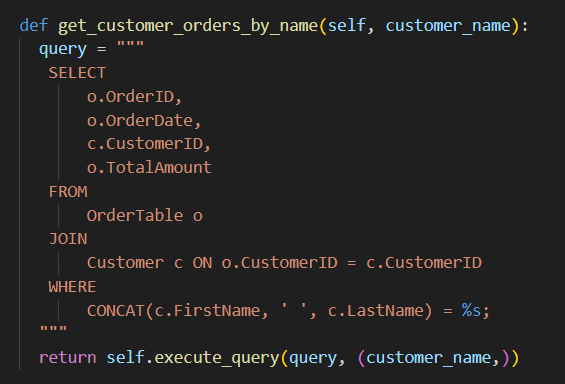 def get_customer_orders_by_name(self, customer_name):
query = """
SELECT
o.OrderID,
o.OrderDate,
c.CustomerID,
o.TotalAmount
FROM
OrderTable o
JOIN
Customer c ON o.CustomerID = c.CustomerID
WHERE
CONCAT(c.FirstName, ' ', c.LastName) = %s;
"""
return self.execute_query(query, (customer_name,))